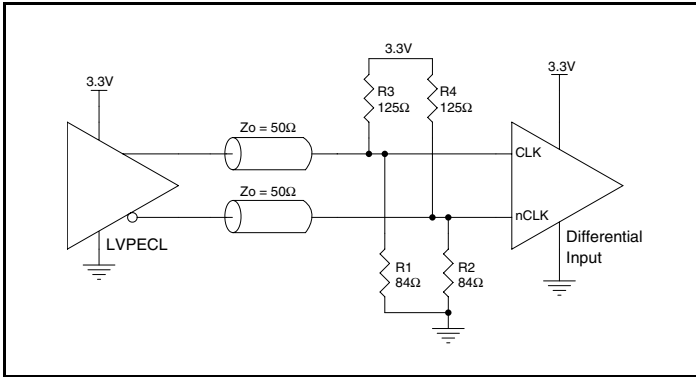 3.3V
3.3V
3.3V
R3
125Ω
R4
125Ω
Zo = 50Ω
CLK
Zo = 50Ω
nCLK
LVPECL
Differential
Input
R1
84Ω
R2
84Ω